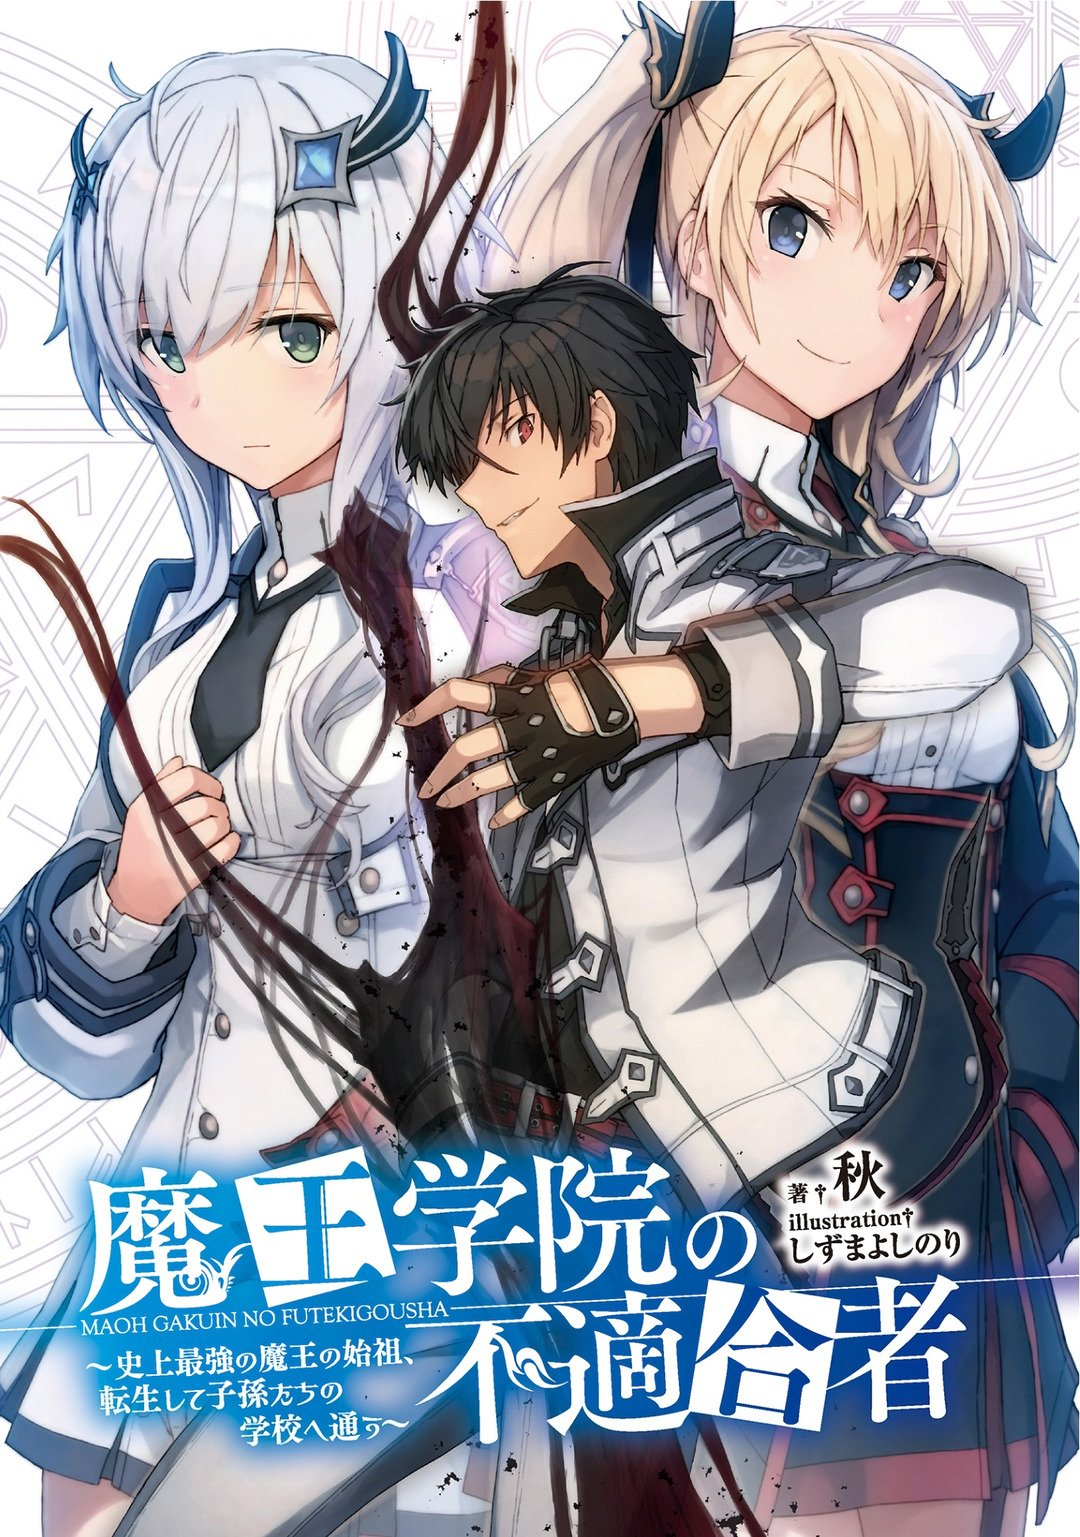 魔王学院の
不適合者
MAOH GAKUIN NO FUTEKIGOUSHA
～史上最強の魔王の始祖、
転生して子孫たちの
学校へ通う～
著†秋
illustration†
しずまよしのり